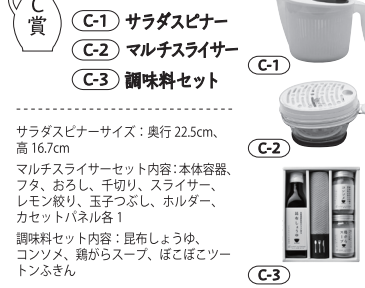 C賞
C-1 サラダスピナー
C-2 マルチスライサー
C-3 調味料セット
サラダスピナーサイズ：奥行 22.5cm、
高 16.7cm
マルチスライサーセット内容：本体容器、
フタ、おろし、千切り、スライサー、
レモン絞り、玉子つぶし、ホルダー、
カセットパネル各 1
調味料セット内容：昆布しょうゆ、
コンソメ、鶏がらスープ、ぽこぽこツー
トンふきん
C-1
C-2
C-3